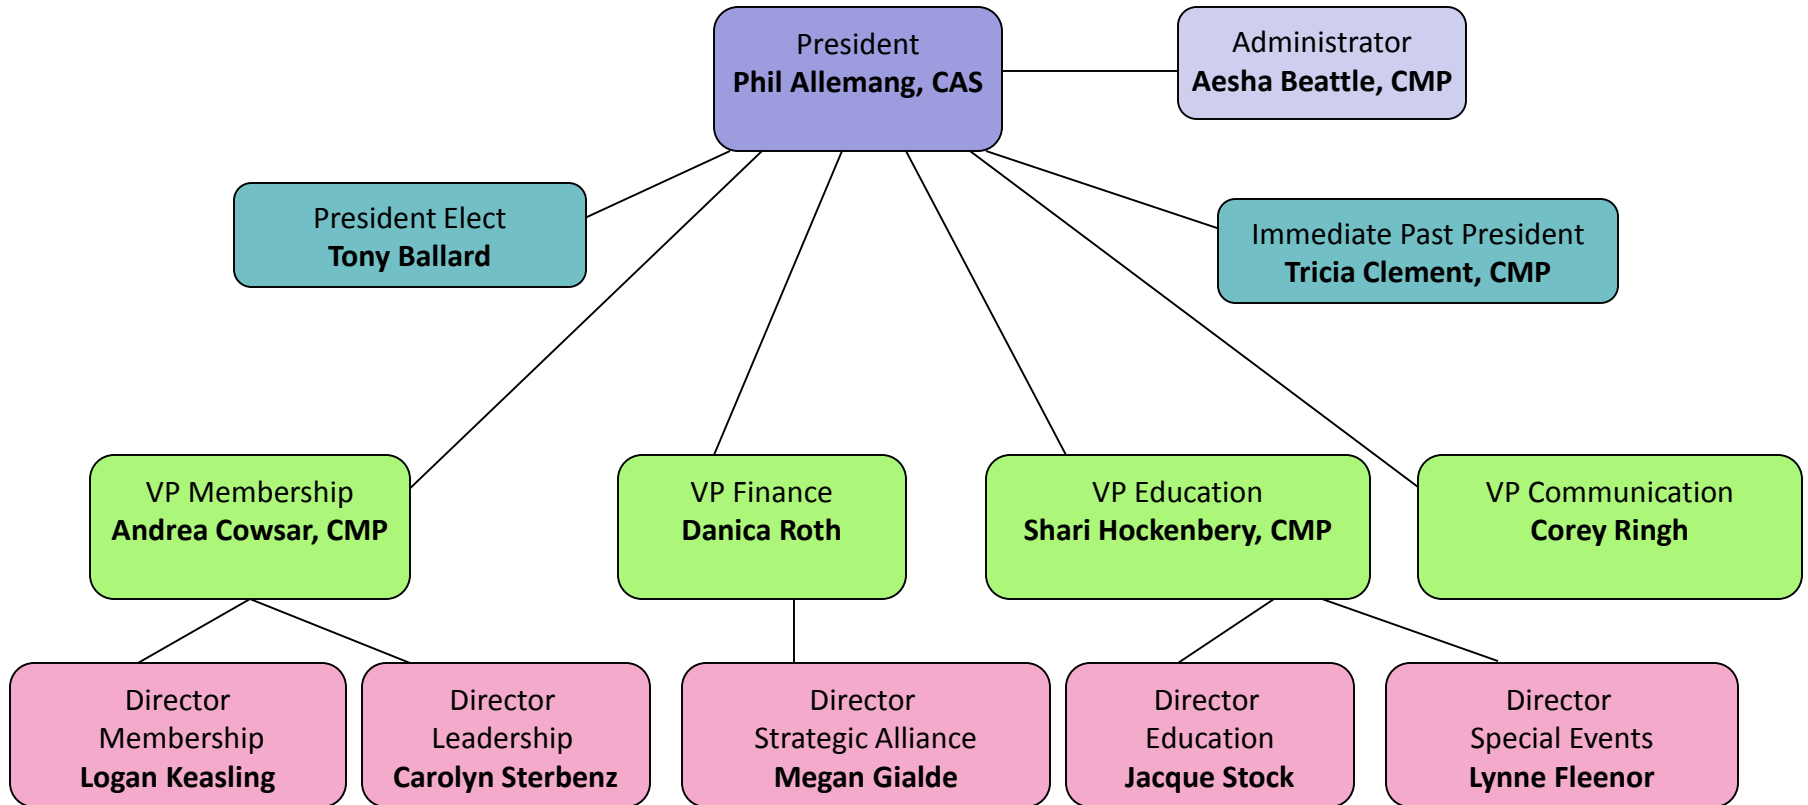 President
Phil Allemang, CAS
Administrator
Aesha Beattle, CMP
President Elect
Tony Ballard
Immediate Past President
Tricia Clement, CMP
VP Membership
Andrea Cowsar, CMP
VP Finance
Danica Roth
VP Education
Shari Hockenbery, CMP
VP Communication
Corey Ringh
Director
Membership
Logan Keasling
Director
Leadership
Carolyn Sterbenz
Director
Strategic Alliance
Megan Gialde
Director
Education
Jacque Stock
Director
Special Events
Lynne Fleenor